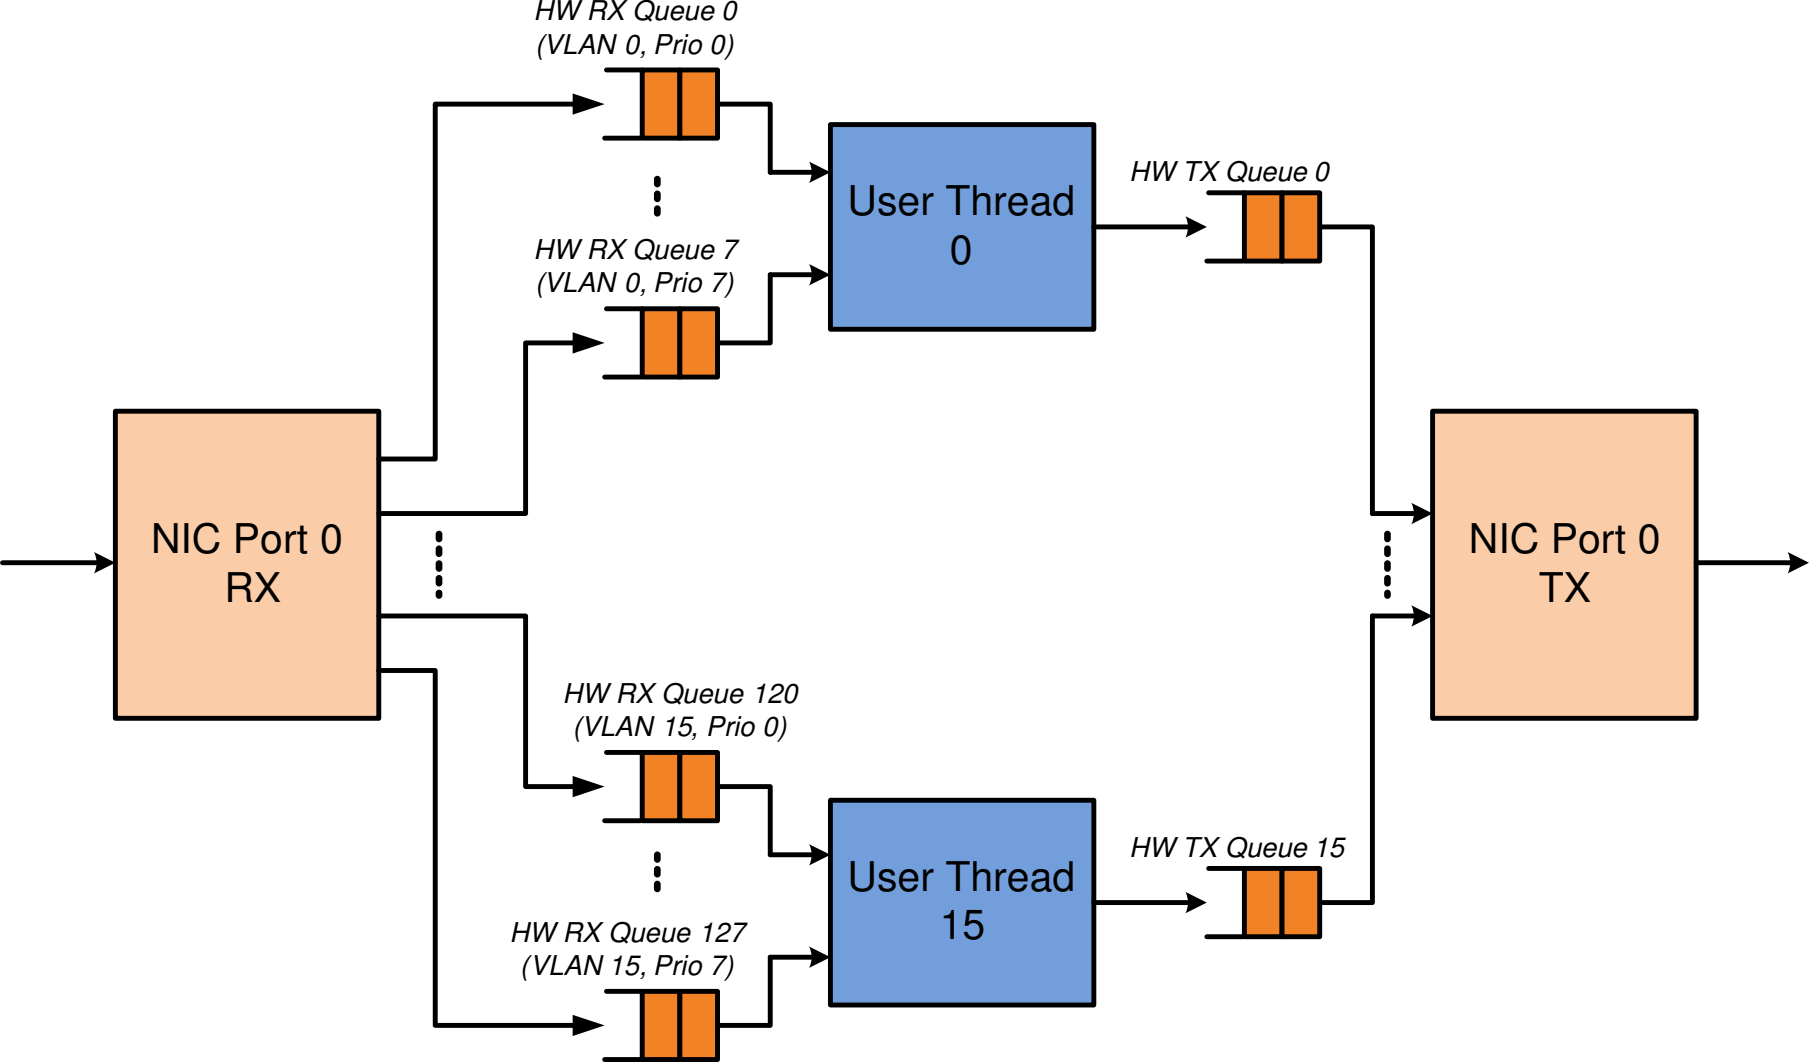 HW RX Queue 0
(VLAN 0, Prio 0)
HW RX Queue 7
(VLAN 0, Prio 7)
User Thread
0
HW TX Queue 0
NIC Port 0
RX
NIC Port 0
TX
HW RX Queue 120
(VLAN 15, Prio 0)
HW RX Queue 127
(VLAN 15, Prio 7)
User Thread
15
HW TX Queue 15